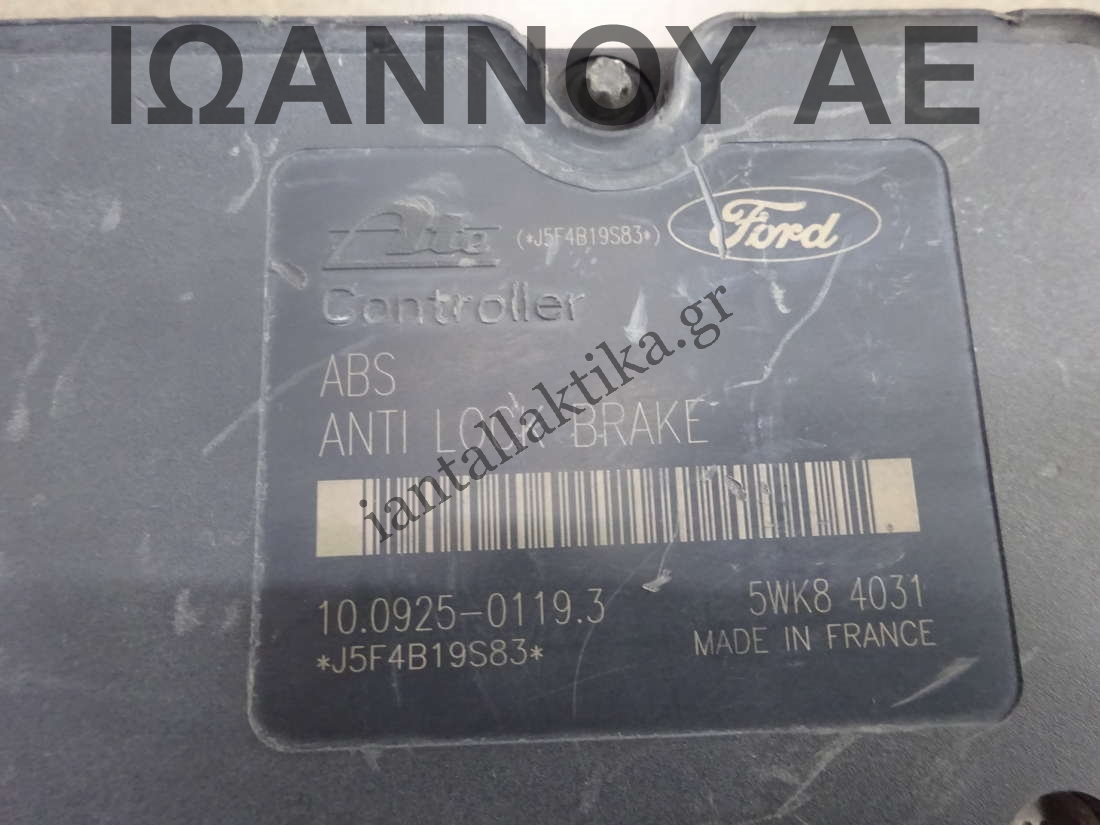 ΙΩΑΝΝΟΥ ΑΕ
Ate (*J5F4B19S83*) Ford
Controller
ABS
ANTI LOCK BRAKE
iantallaktika.gr
10.0925-0119.3 5WK8 4031
*J5F4B19S83* MADE IN FRANCE